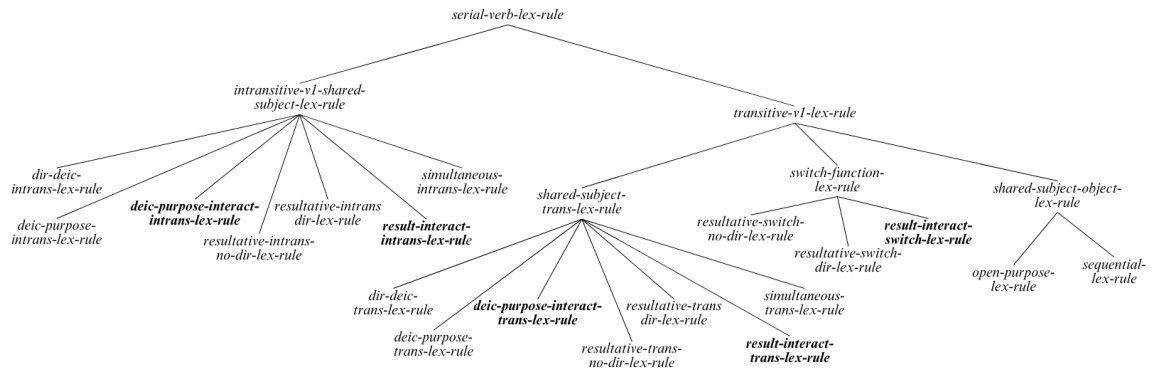 serial-verb-lex-rule
intransitive-v1-shared-
subject-lex-rule
transitive-v1-lex-rule
dir-deic-
intrans-lex-rule
deic-purpose-
intrans-lex-rule
deic-purpose-interact-
intrans-lex-rule
resultative-intrans-
no-dir-lex-rule
resultative-intrans
dir-lex-rule
result-interact-
intrans-lex-rule
simultaneous-
intrans-lex-rule
shared-subject-
trans-lex-rule
switch-function-
lex-rule
shared-subject-object-
lex-rule
resultative-switch-
no-dir-lex-rule
resultative-switch-
dir-lex-rule
result-interact-
switch-lex-rule
open-purpose-
lex-rule
sequential-
lex-rule
dir-deic-
trans-lex-rule
deic-purpose-
trans-lex-rule
deic-purpose-interact-
trans-lex-rule
resultative-trans-
no-dir-lex-rule
resultative-trans
dir-lex-rule
result-interact-
trans-lex-rule
simultaneous-
trans-lex-rule